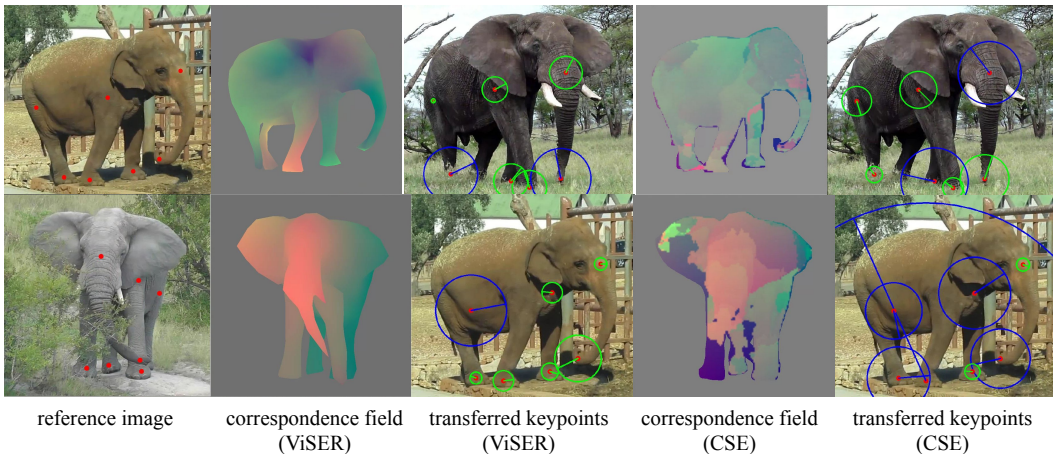 reference image
correspondence field
(ViSER)
transferred keypoints
(ViSER)
correspondence field
(CSE)
transferred keypoints
(CSE)